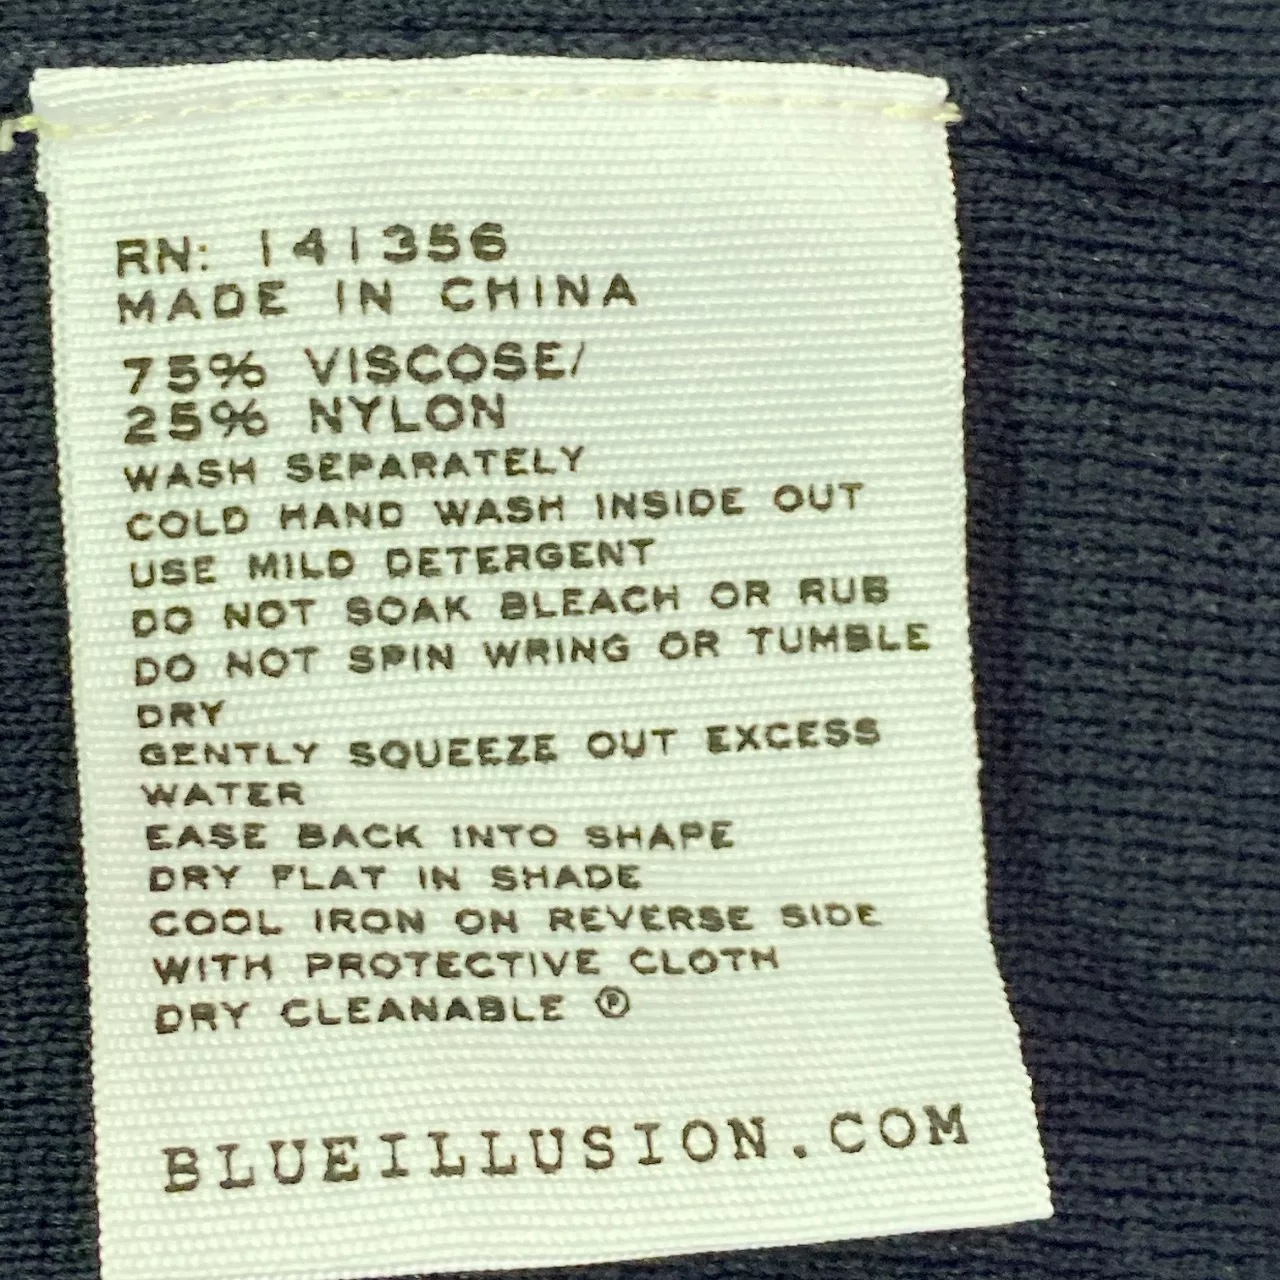 RN: 141356
MADE IN CHINA
75% VISCOSE/
25% NYLON
WASH SEPARATELY
COLD HAND WASH INSIDE OUT
USE MILD DETERGENT
DO NOT SOAK BLEACH OR RUB
DO NOT SPIN WRING OR TUMBLE
DRY
GENTLY SQUEEZE OUT EXCESS
WATER
EASE BACK INTO SHAPE
DRY FLAT IN SHADE
COOL IRON ON REVERSE SIDE
WITH PROTECTIVE CLOTH
DRY CLEANABLE Ⓟ
BLUEILLUSION.COM